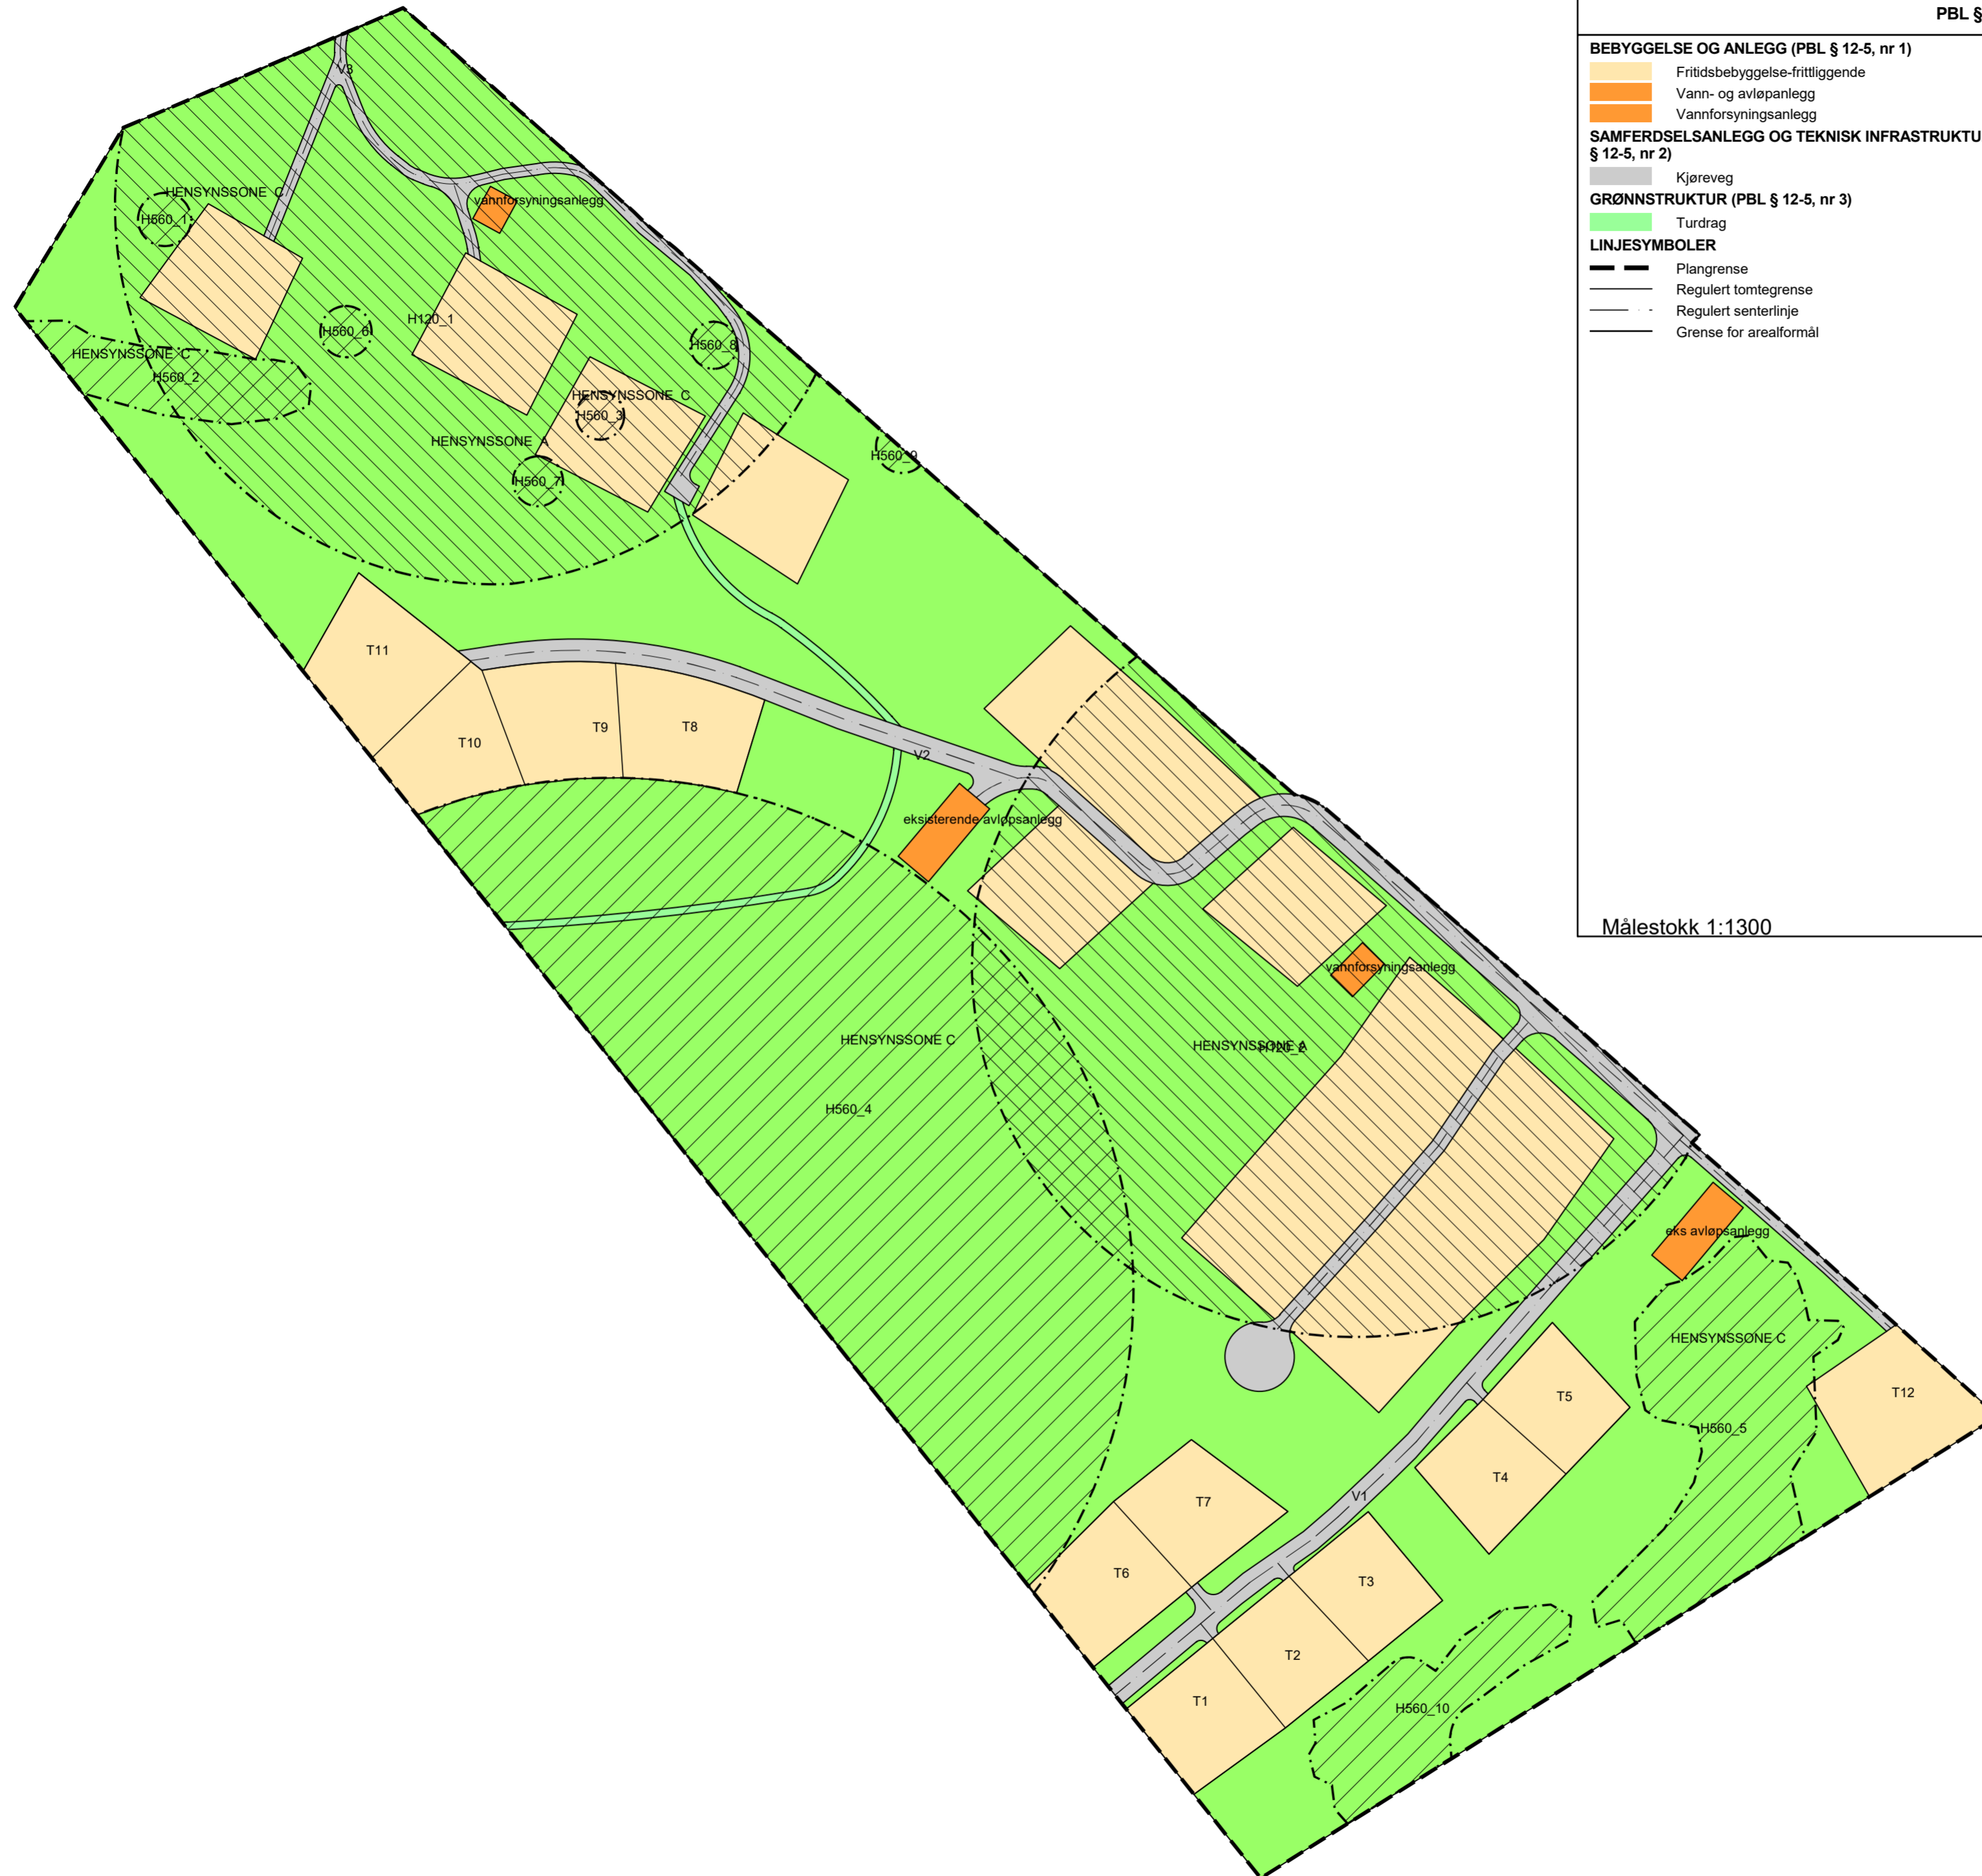 PBL §
BEBYGGELSE OG ANLEGG (PBL § 12-5, nr 1)
Fritidsbebyggelse-frittliggende
Vann- og avløpanlegg
Vannforsyningsanlegg
SAMFERDSELSANLEGG OG TEKNISK INFRASTRUKTU
§ 12-5, nr 2)
Kjøreveg
GRØNNSTRUKTUR (PBL § 12-5, nr 3)
Turdrag
LINJESYMBOLER
Plangrense
Regulert tomtegrense
Regulert senterlinje
Grense for arealformål
Målestokk 1:1300
V3
HENSYNSSONE C
H560_1
vannforsyningsanlegg
H120_1
H560_6
H560_8
HENSYNSSONE C
H560_2
HENSYNSSONE C
H560_3
HENSYNSSONE A
H560_9
H560_7
T11
T10
T9
T8
V2
eksisterende avløpsanlegg
vannforsyningsanlegg
HENSYNSSONE C
HENSYNSSONE A
H120_2
H560_4
eks avløpsanlegg
HENSYNSSONE C
T12
T5
H560_5
T4
V1
T7
T6
T3
T2
T1
H560_10